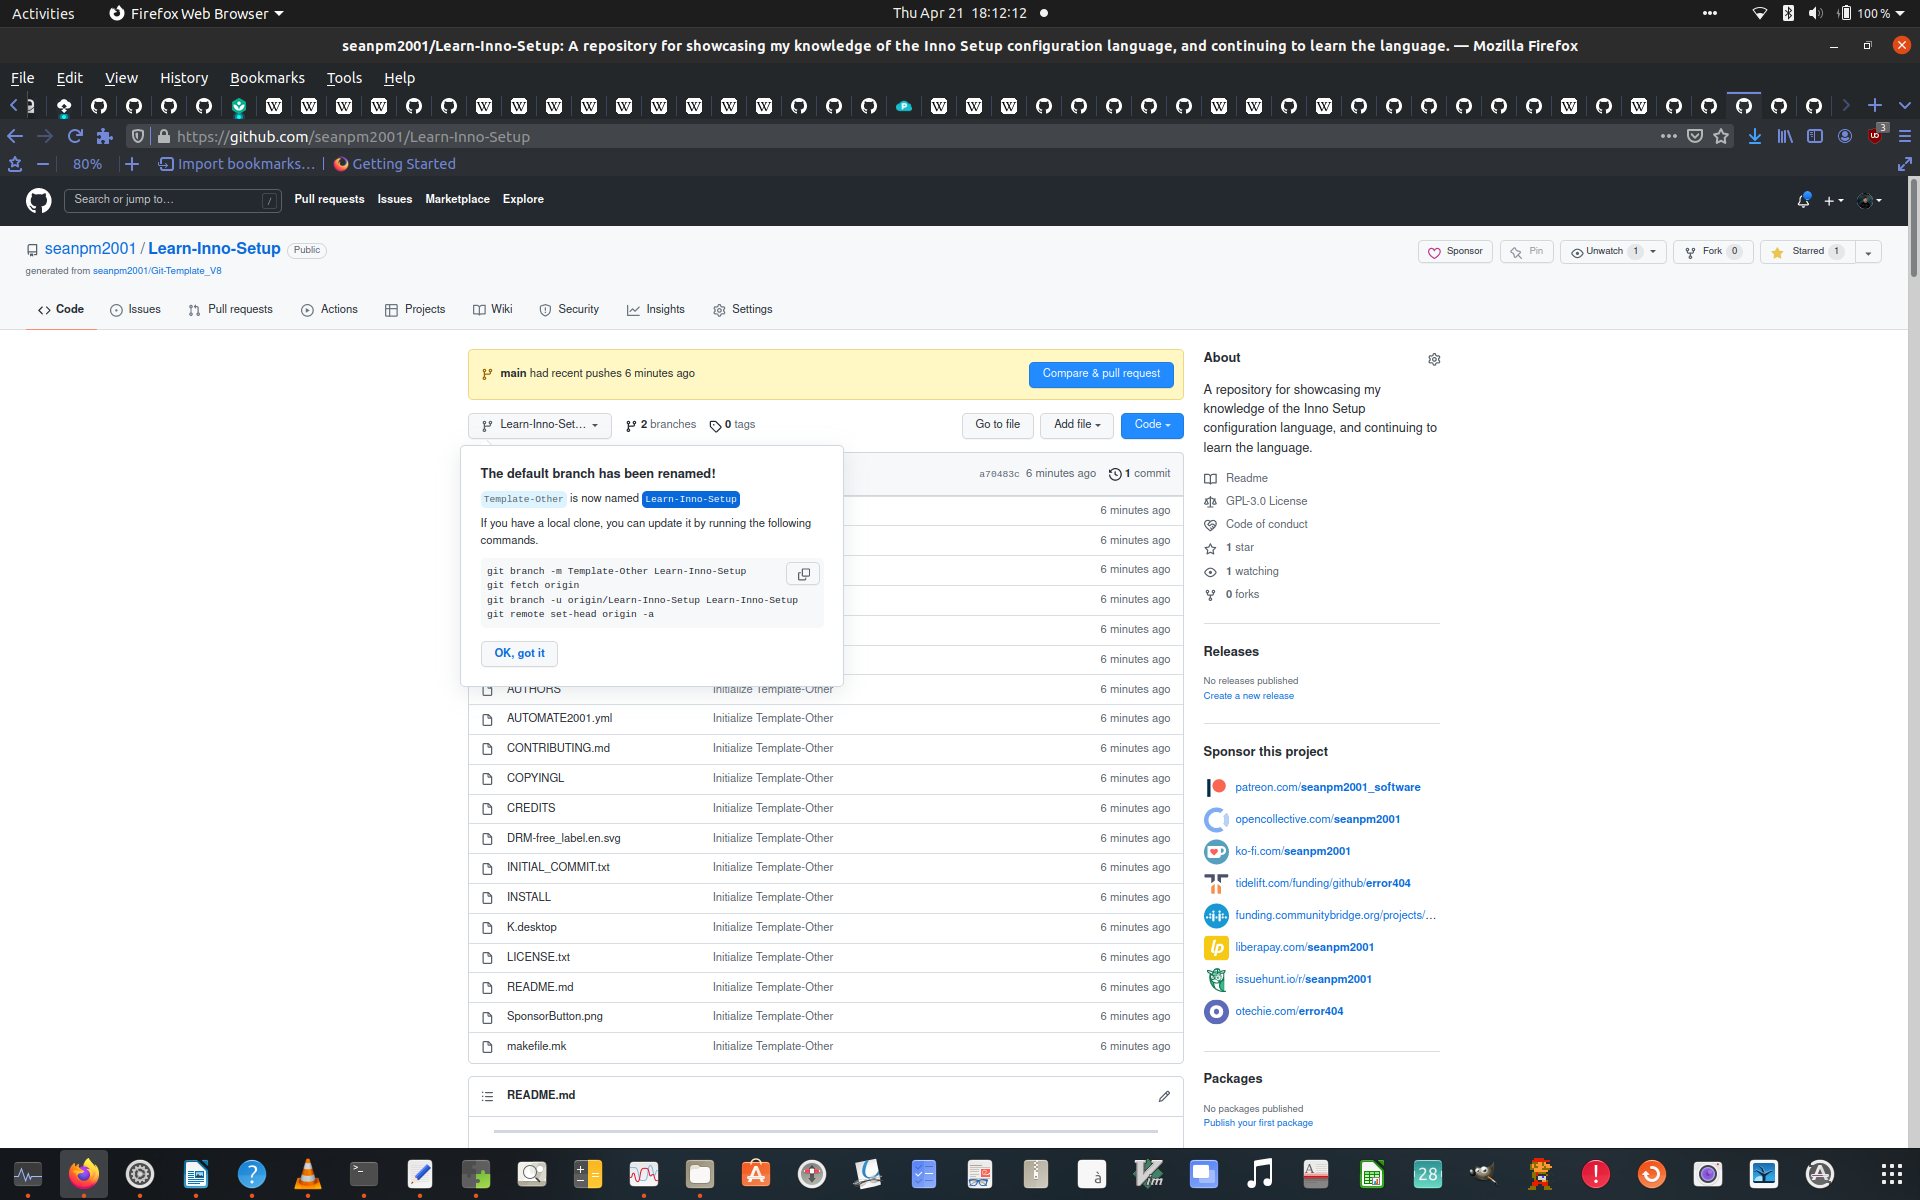 Activities
Firefox Web Browser
Thu Apr 21 18:12:12
100 %
seanpm2001/Learn-Inno-Setup: A repository for showcasing my knowledge of the Inno Setup configuration language, and continuing to learn the language. — Mozilla Firefox
File Edit View History Bookmarks Tools Help
https://github.com/seanpm2001/Learn-Inno-Setup
3
80%
Import bookmarks...
Getting Started
Search or jump to...
/
Pull requests Issues Marketplace Explore
seanpm2001 / Learn-Inno-Setup
Public
generated from seanpm2001/Git-Template_V8
Sponsor
Pin
Unwatch 1
Fork 0
Starred 1
Code Issues Pull requests Actions Projects Wiki Security Insights Settings
main had recent pushes 6 minutes ago
Compare & pull request
Learn-Inno-Set...
2 branches
0 tags
Go to file
Add file
Code
The default branch has been renamed!
Template-Other is now named Learn-Inno-Setup
If you have a local clone, you can update it by running the following
commands.
git branch -m Template-Other Learn-Inno-Setup
git fetch origin
git branch -u origin/Learn-Inno-Setup Learn-Inno-Setup
git remote set-head origin -a
OK, got it
a70483c 6 minutes ago
1 commit
6 minutes ago
6 minutes ago
6 minutes ago
6 minutes ago
6 minutes ago
6 minutes ago
AUTHORS Initialize Template-Other 6 minutes ago
AUTOMATE2001.yml Initialize Template-Other 6 minutes ago
CONTRIBUTING.md Initialize Template-Other 6 minutes ago
COPYINGL Initialize Template-Other 6 minutes ago
CREDITS Initialize Template-Other 6 minutes ago
DRM-free_label.en.svg Initialize Template-Other 6 minutes ago
INITIAL_COMMIT.txt Initialize Template-Other 6 minutes ago
INSTALL Initialize Template-Other 6 minutes ago
K.desktop Initialize Template-Other 6 minutes ago
LICENSE.txt Initialize Template-Other 6 minutes ago
README.md Initialize Template-Other 6 minutes ago
SponsorButton.png Initialize Template-Other 6 minutes ago
makefile.mk Initialize Template-Other 6 minutes ago
README.md
About
A repository for showcasing my
knowledge of the Inno Setup
configuration language, and continuing to
learn the language.
Readme
GPL-3.0 License
Code of conduct
1 star
1 watching
0 forks
Releases
No releases published
Create a new release
Sponsor this project
patreon.com/seanpm2001_software
opencollective.com/seanpm2001
ko-fi.com/seanpm2001
tidelift.com/funding/github/error404
funding.communitybridge.org/projects/...
liberapay.com/seanpm2001
issuehunt.io/r/seanpm2001
otechie.com/error404
Packages
No packages published
Publish your first package
28